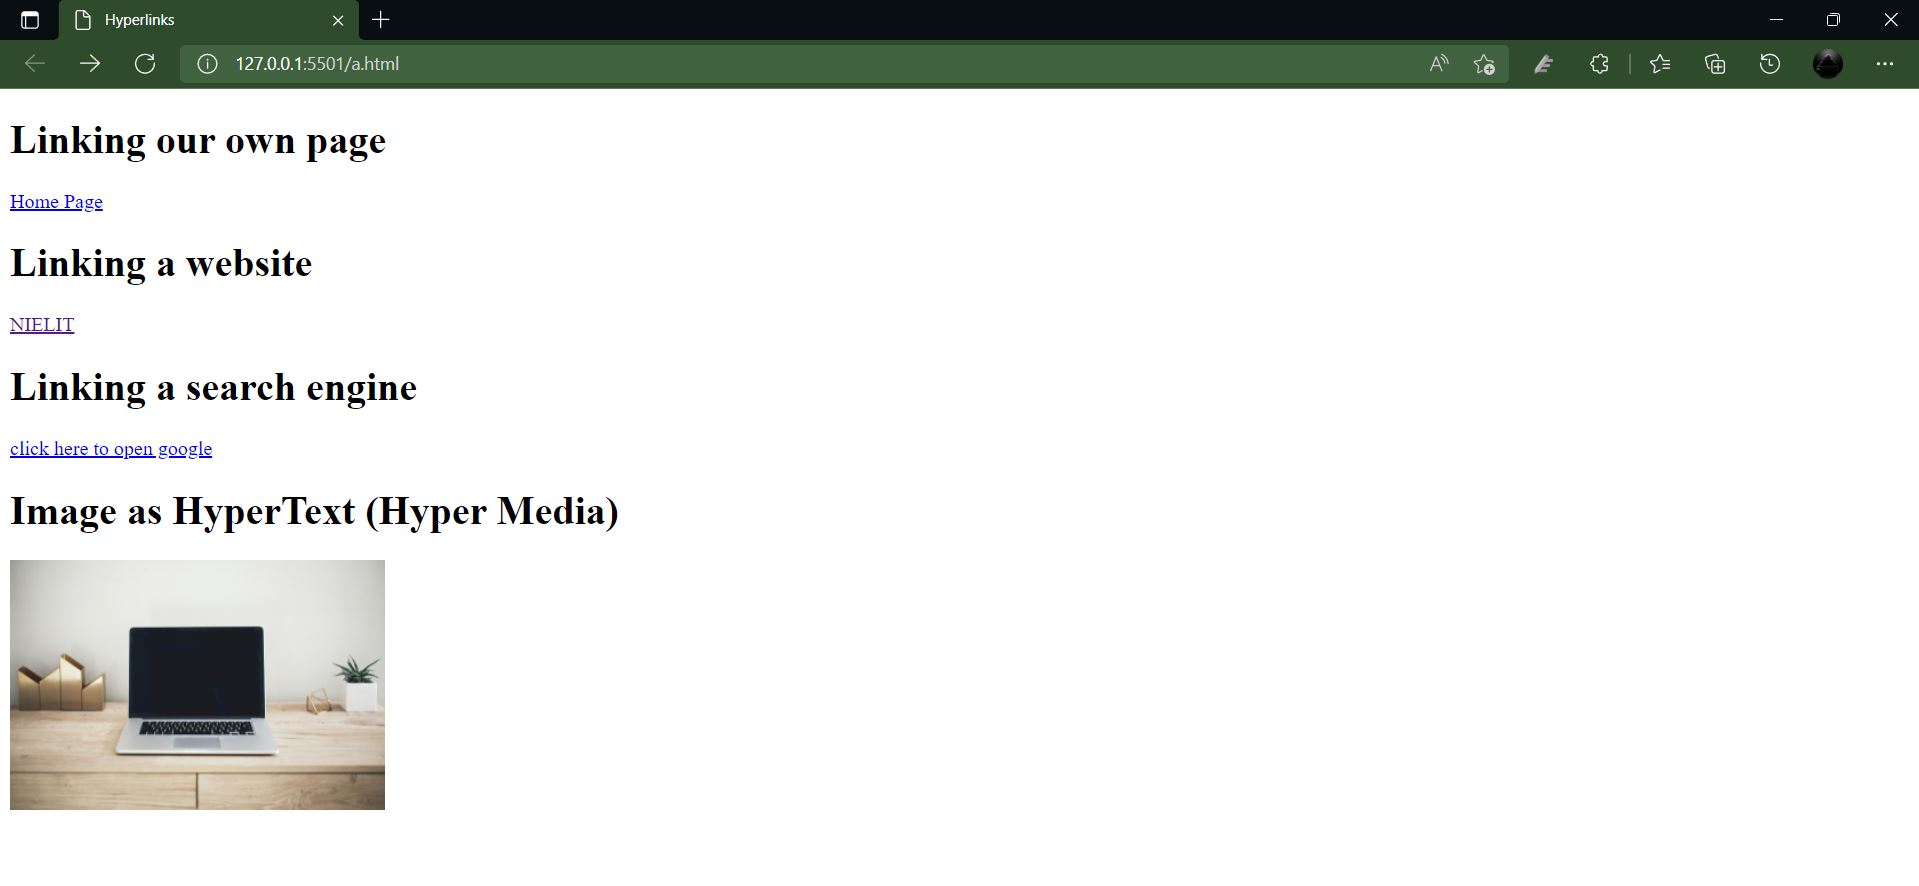 Hyperlinks
127.0.0.1:5501/a.html
Linking our own page
Home Page
Linking a website
NIELIT
Linking a search engine
click here to open google
Image as HyperText (Hyper Media)